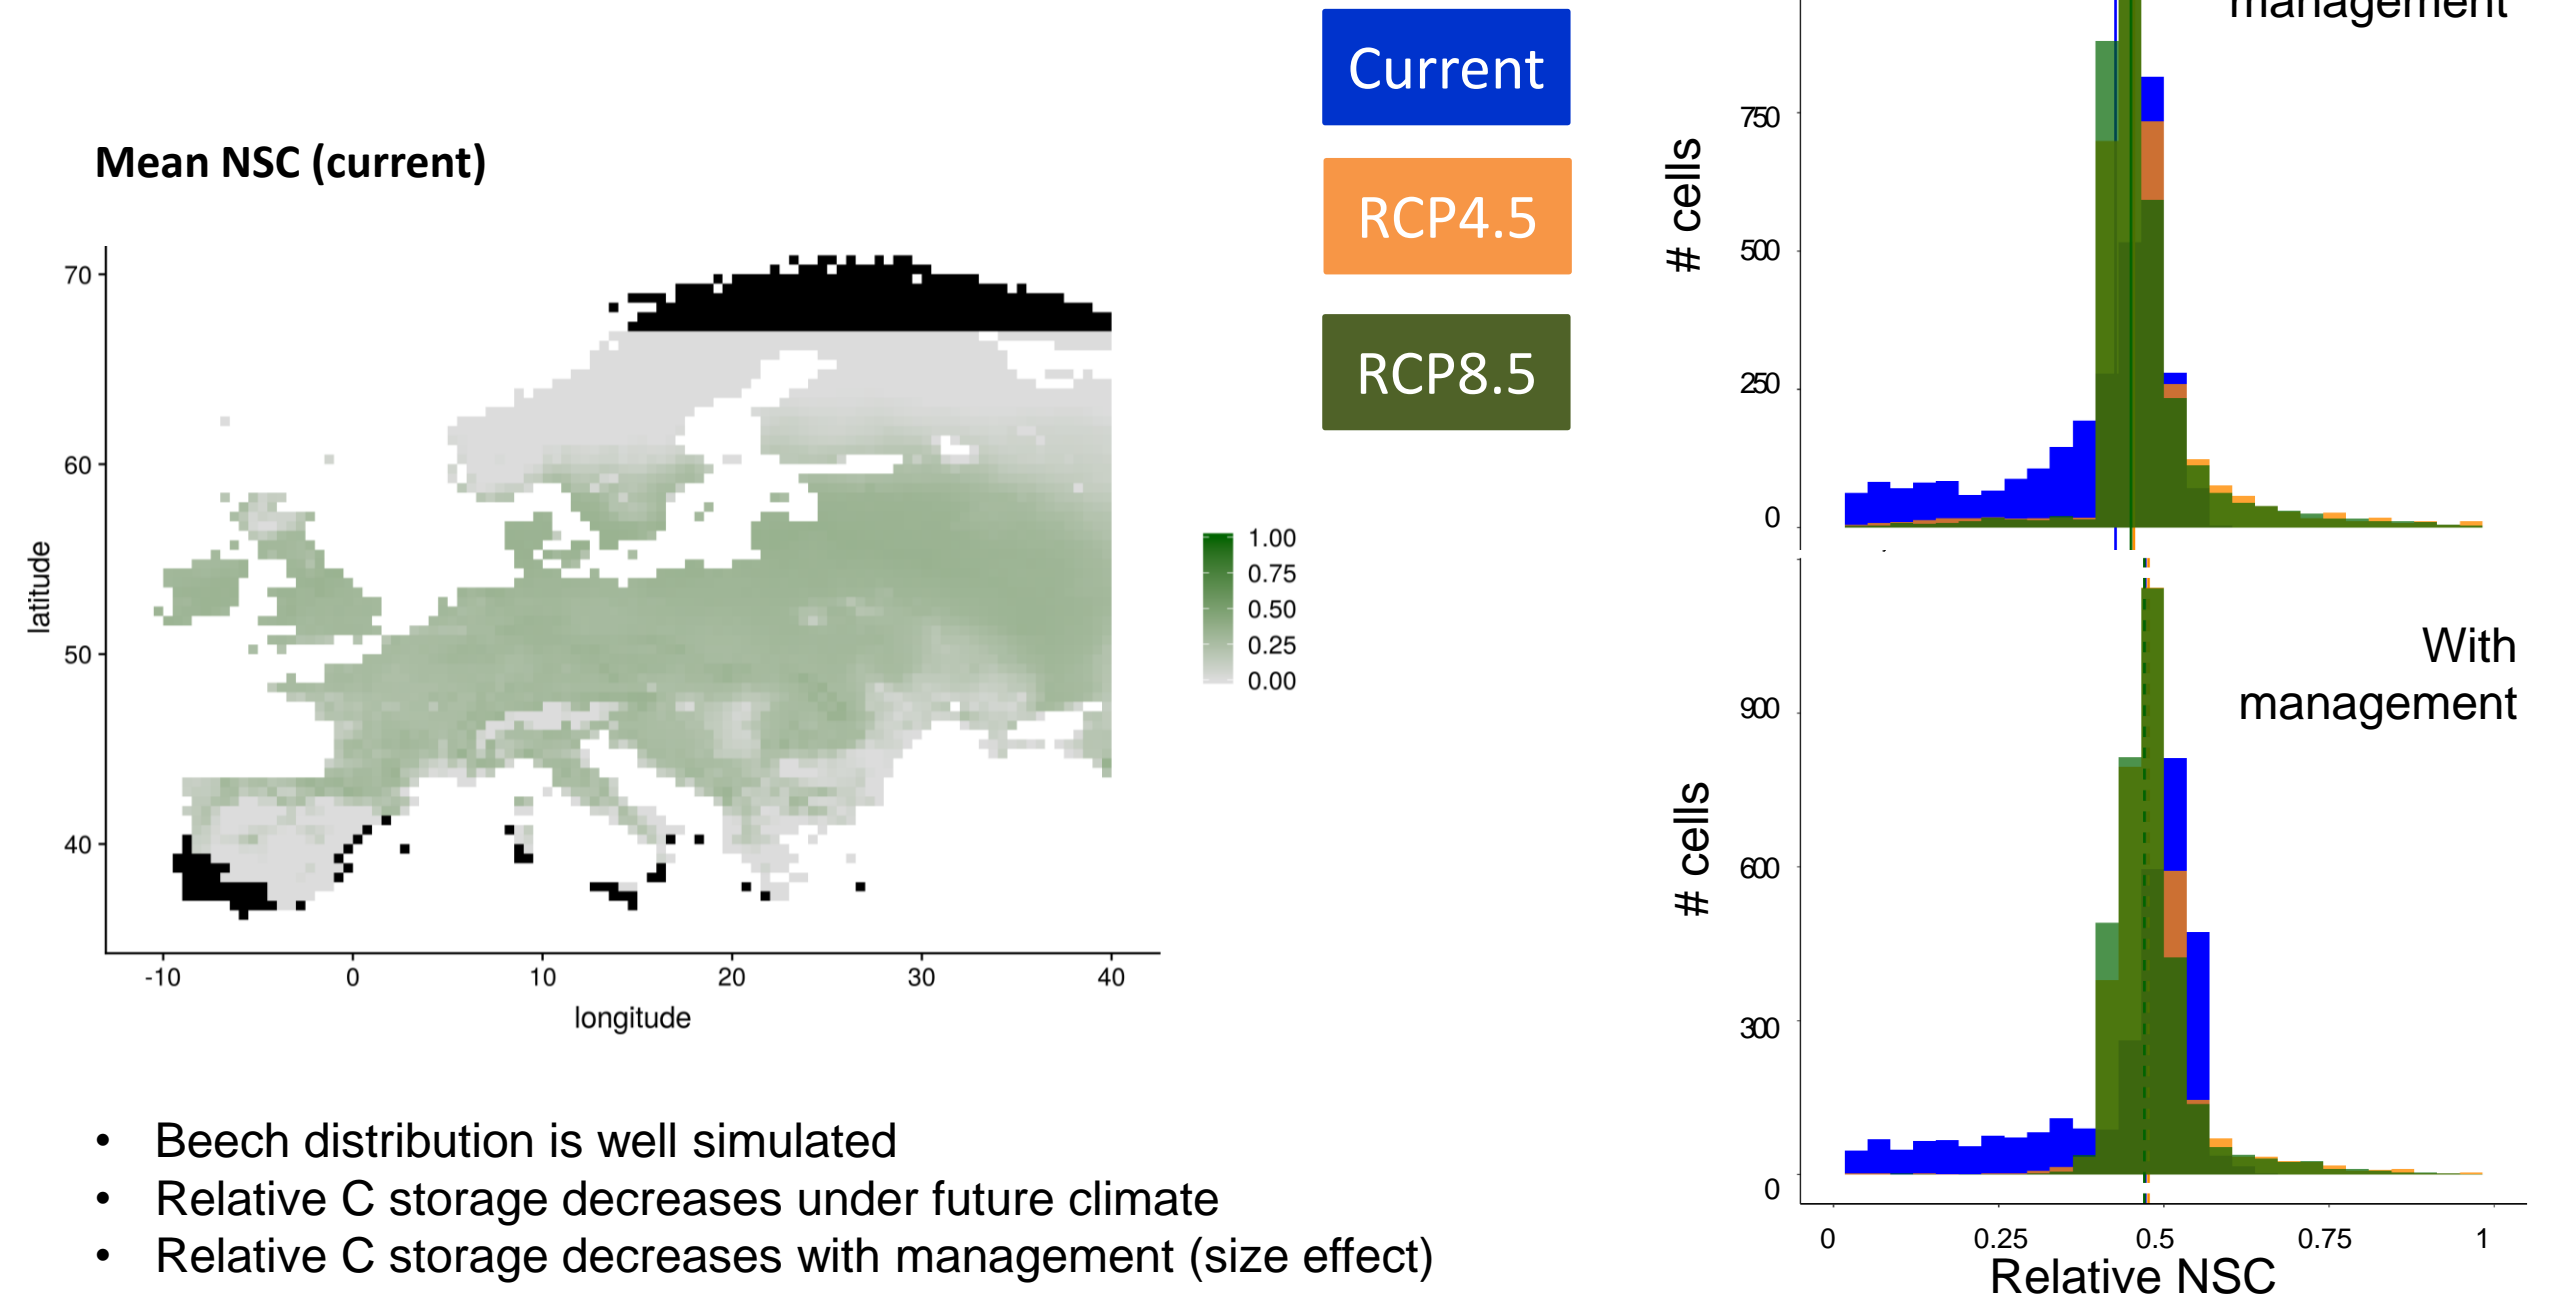 Mean NSC (current)
70
60
50
40
latitude
-10
0
10
20
30
40
longitude
1.00
0.75
0.50
0.25
0.00
Current
RCP4.5
RCP8.5
management
750
500
250
0
# cells
With
management
900
600
300
0
# cells
0
0.25
0.5
0.75
1
Relative NSC
• Beech distribution is well simulated
• Relative C storage decreases under future climate
• Relative C storage decreases with management (size effect)